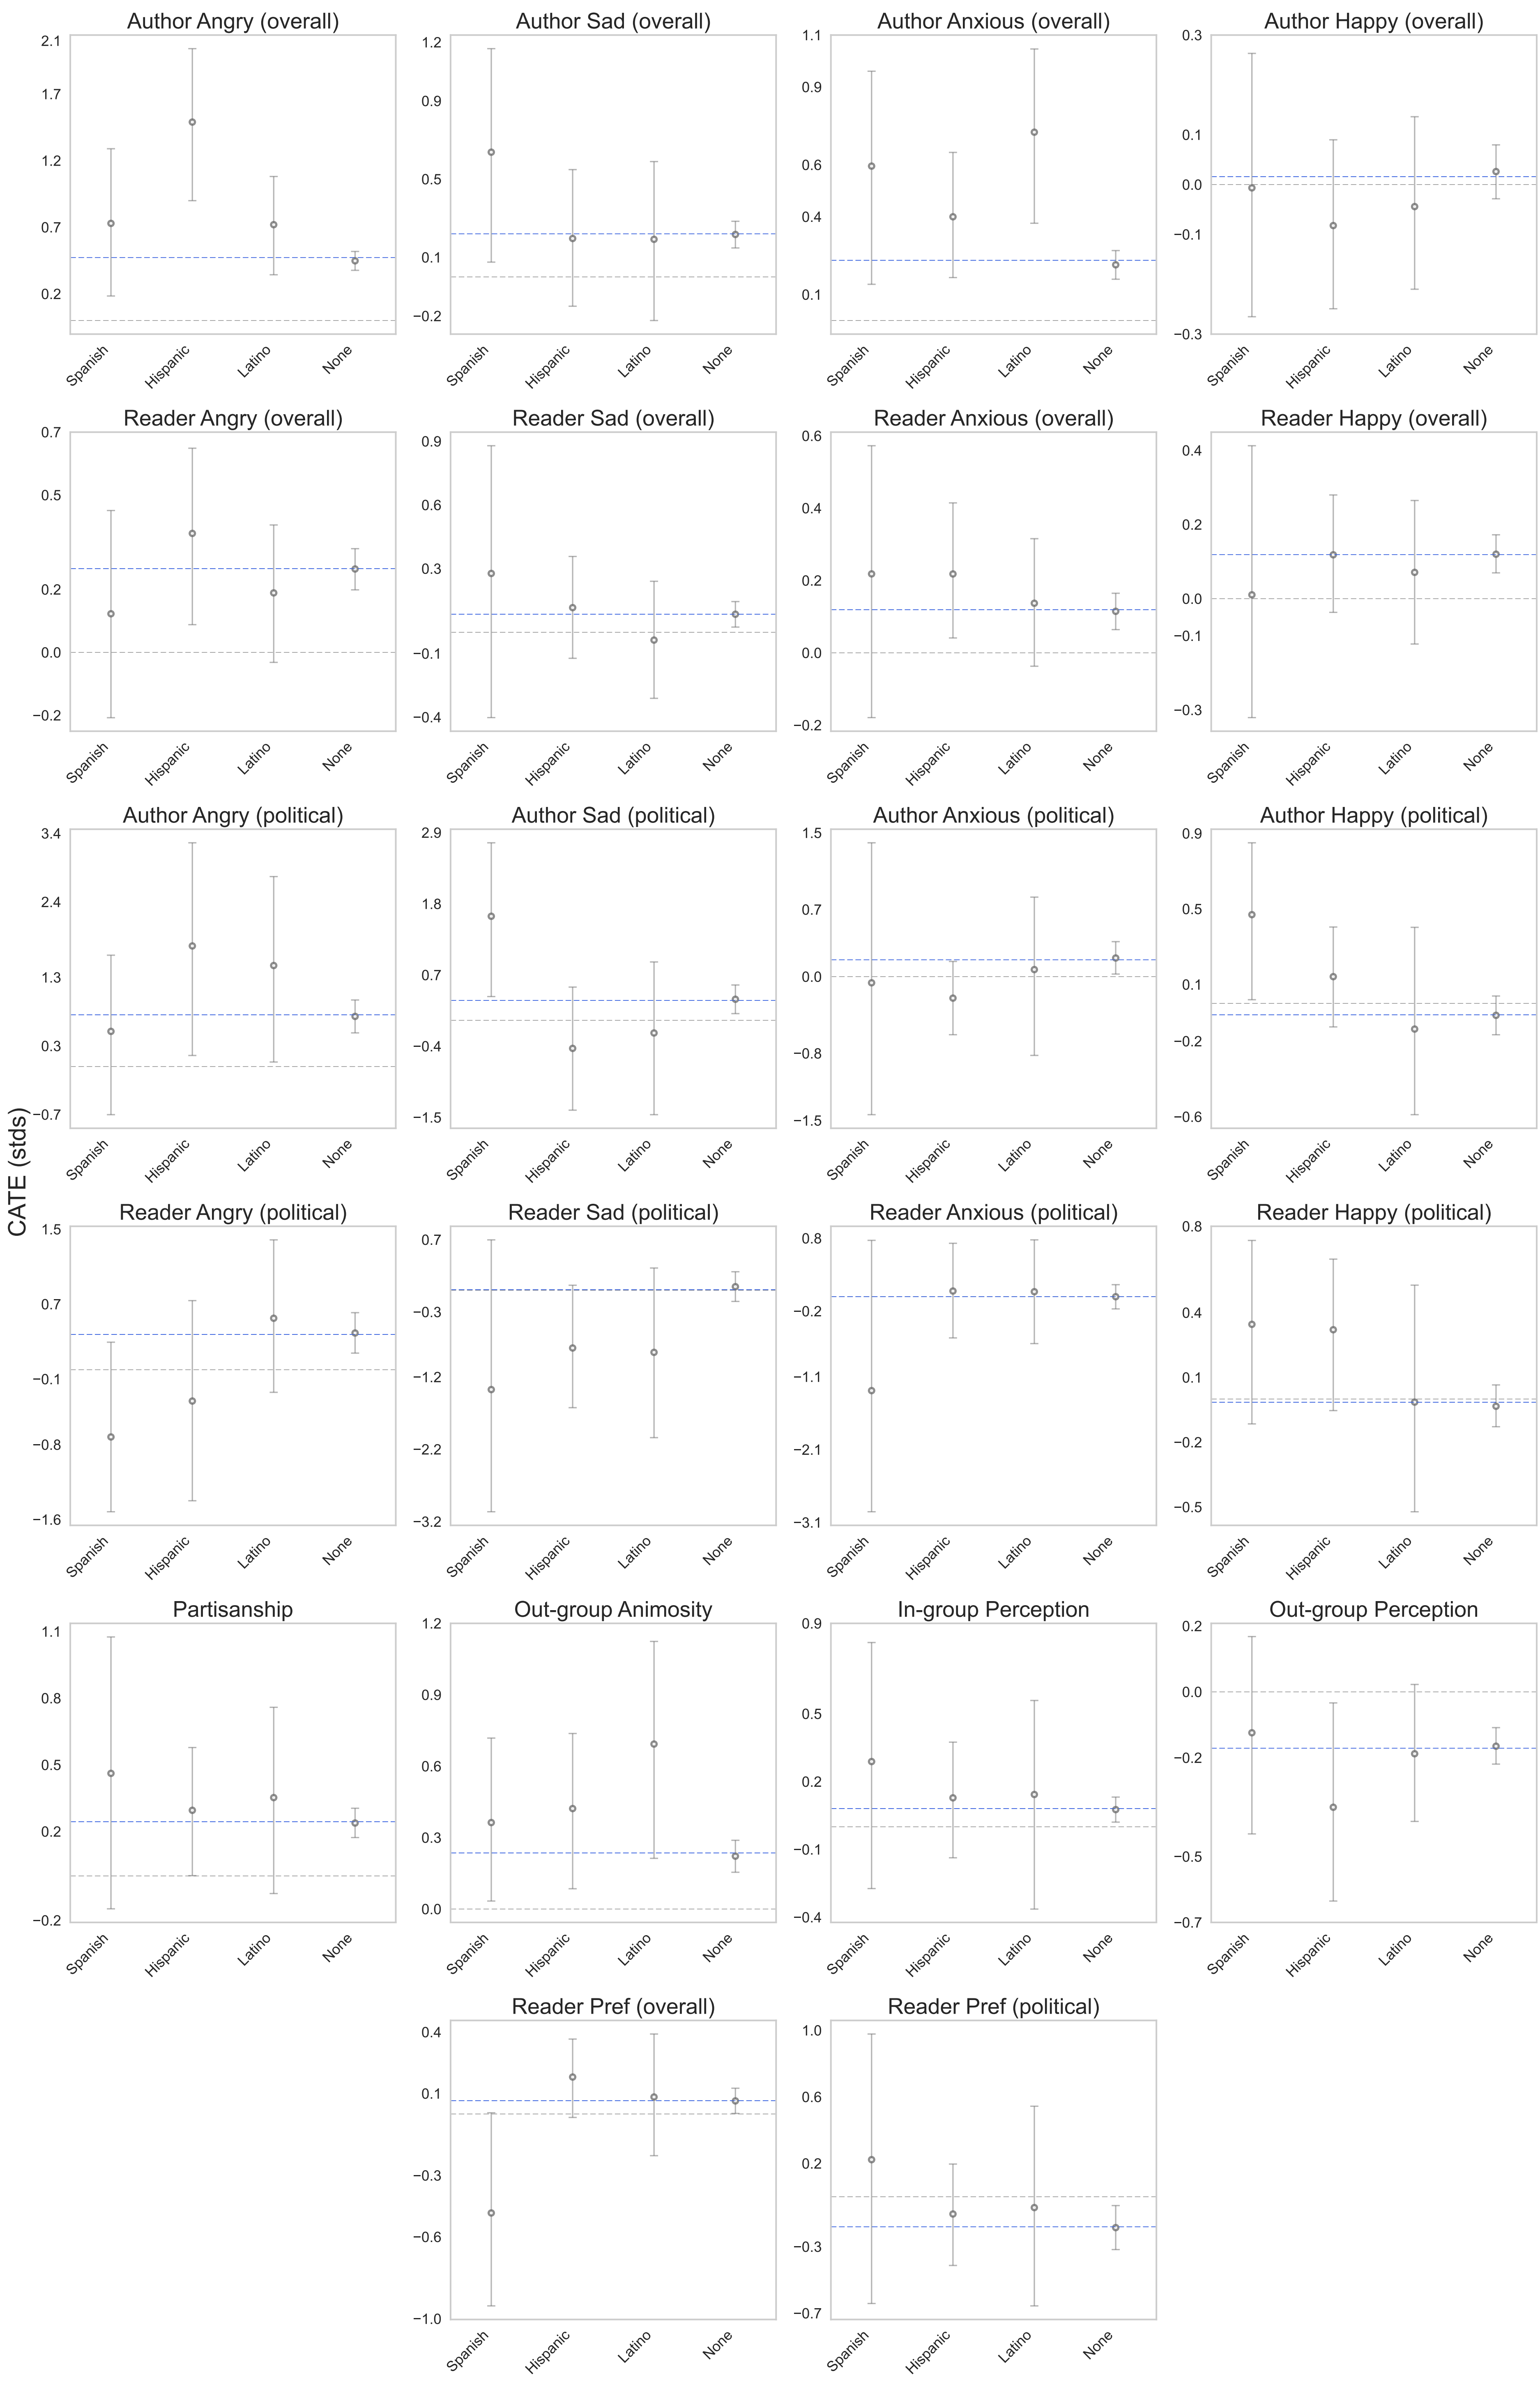 Author Angry (overall) Author Sad (overall) Author Anxious (overall) Author Happy (overall)
2.1 1.7 1.2 0.7 0.2
1.2 0.9 0.5 0.1 −0.2
1.1 0.9 0.6 0.4 0.1
0.3 0.1 0.0 −0.1 −0.3
Spanish Hispanic Latino None Spanish Hispanic Latino None Spanish Hispanic Latino None Spanish Hispanic Latino None
Reader Angry (overall) Reader Sad (overall) Reader Anxious (overall) Reader Happy (overall)
0.7 0.5 0.2 0.0 −0.2
0.9 0.6 0.3 −0.1 −0.4
0.6 0.4 0.2 0.0 −0.2
0.4 0.2 0.0 −0.1 −0.3
Spanish Hispanic Latino None Spanish Hispanic Latino None Spanish Hispanic Latino None Spanish Hispanic Latino None
Author Angry (political) Author Sad (political) Author Anxious (political) Author Happy (political)
3.4 2.4 1.3 0.3 −0.7
2.9 1.8 0.7 −0.4 −1.5
1.5 0.7 0.0 −0.8 −1.5
0.9 0.5 0.1 −0.2 −0.6
Spanish Hispanic Latino None Spanish Hispanic Latino None Spanish Hispanic Latino None Spanish Hispanic Latino None
CATE (stds)
Reader Angry (political) Reader Sad (political) Reader Anxious (political) Reader Happy (political)
1.5 0.7 −0.1 −0.8 −1.6
0.7 −0.3 −1.2 −2.2 −3.2
0.8 −0.2 −1.1 −2.1 −3.1
0.8 0.4 0.1 −0.2 −0.5
Spanish Hispanic Latino None Spanish Hispanic Latino None Spanish Hispanic Latino None Spanish Hispanic Latino None
Partisanship Out-group Animosity In-group Perception Out-group Perception
1.1 0.8 0.5 0.2 −0.2
1.2 0.9 0.6 0.3 0.0
0.9 0.5 0.2 −0.1 −0.4
0.2 0.0 −0.2 −0.5 −0.7
Spanish Hispanic Latino None Spanish Hispanic Latino None Spanish Hispanic Latino None Spanish Hispanic Latino None
Reader Pref (overall) Reader Pref (political)
0.4 0.1 −0.3 −0.6 −1.0
1.0 0.6 0.2 −0.3 −0.7
Spanish Hispanic Latino None Spanish Hispanic Latino None